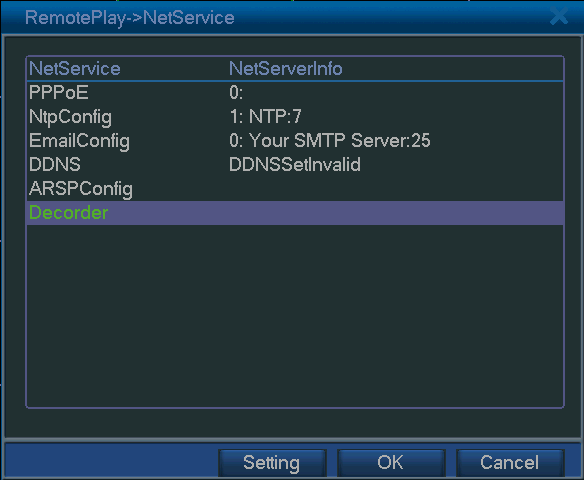 RemotePlay->NetService
NetService NetServerInfo
PPPoE 0:
NtpConfig 1: NTP:7
EmailConfig 0: Your SMTP Server:25
DDNS DDNSSetInvalid
ARSPConfig
Decorder
Setting OK Cancel